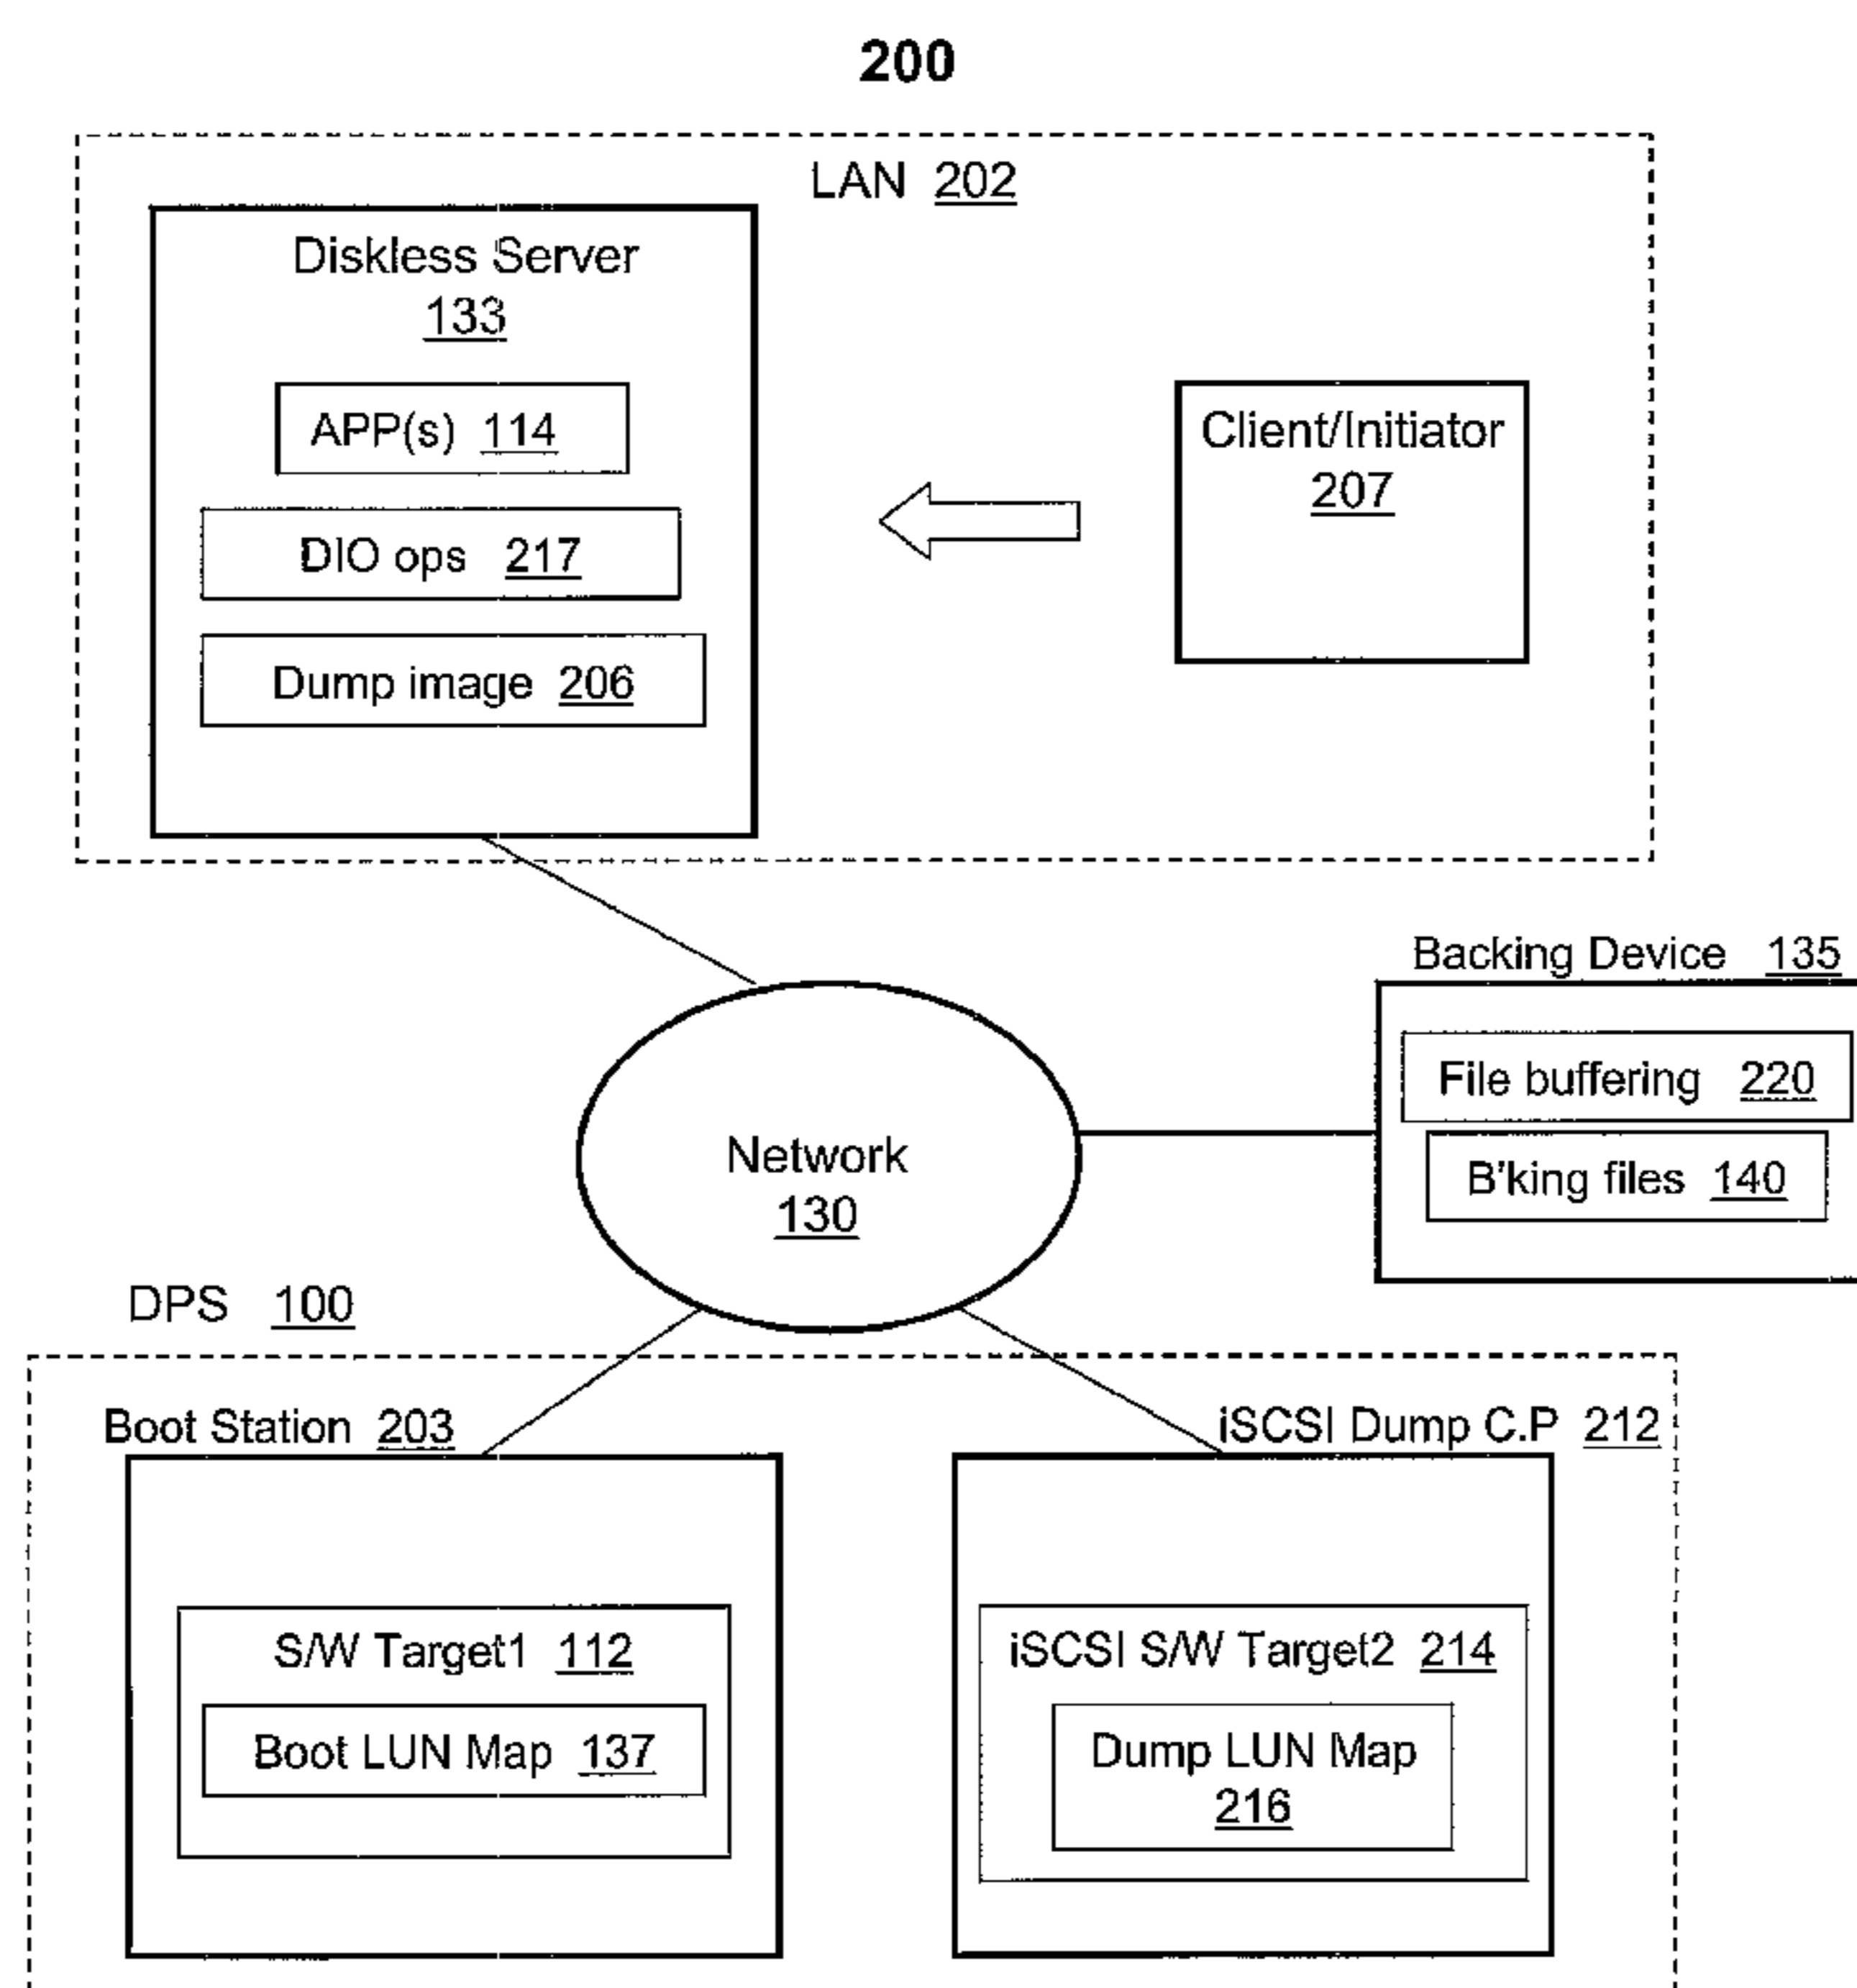 200
LAN 202
Diskless Server
133
APP(s) 114
DIO ops 217
Dump image 206
Client/Initiator
207
Backing Device 135
File buffering 220
B'king files 140
Network
130
DPS 100
Boot Station 203
S/W Target1 112
Boot LUN Map 137
iSCSI Dump C.P 212
iSCSI S/W Target2 214
Dump LUN Map
216